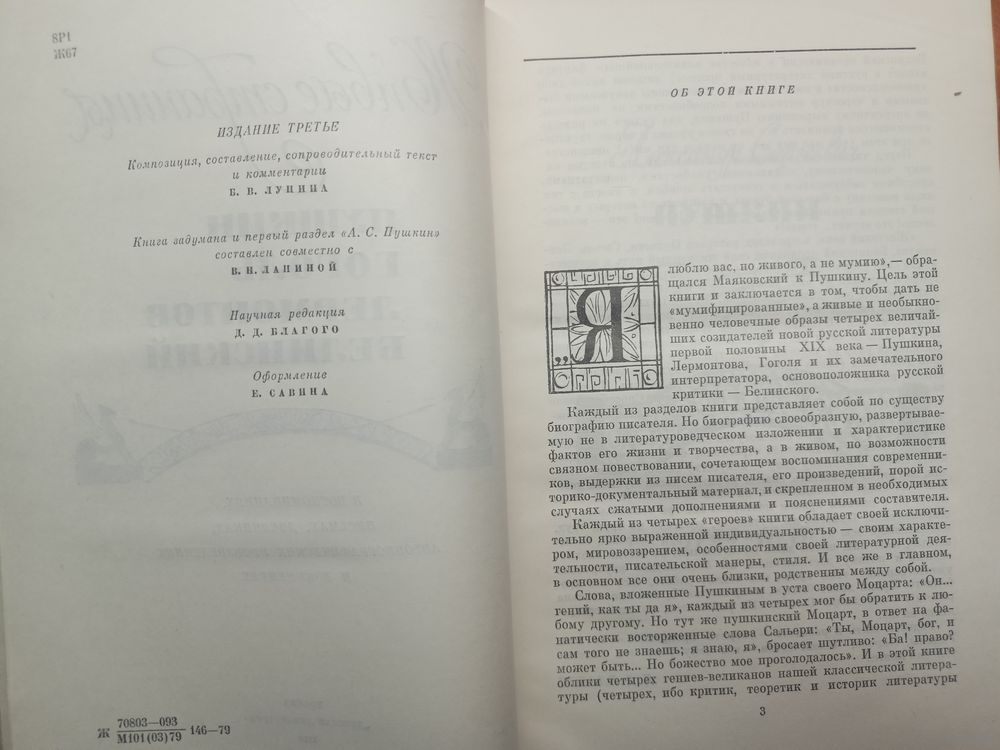 8Р1
Ж67
ИЗДАНИЕ ТРЕТЬЕ
Композиция, составление, сопроводительный текст
и комментарии
Б. В. ЛУНИНА
Книга задумана и первый раздел «А. С. Пушкин»
составлен совместно с
В. Н. ЛАПИНОЙ
Научная редакция
Д. Д. БЛАГОГО
Оформление
Е. САВИНА
Ж 70803—093
М101(03)79 146—79
ОБ ЭТОЙ КНИГЕ
„Я люблю вас, но живого, а не мумию»,— обра-
щался Маяковский к Пушкину. Цель этой
книги и заключается в том, чтобы дать не
«мумифицированные», а живые и необыкно-
венно человечные образы четырех величай-
ших созидателей новой русской литературы
первой половины XIX века — Пушкина,
Лермонтова, Гоголя и их замечательного
интерпретатора, основоположника русской
критики — Белинского.
Каждый из разделов книги представляет собой по существу
биографию писателя. Но биографию своеобразную, развертывае-
мую не в литературоведческом изложении и характеристике
фактов его жизни и творчества, а в живом, по возможности
связном повествовании, сочетающем воспоминания современни-
ков, выдержки из писем писателя, его произведений, порой ис-
торико-документальный материал, и скрепленном в необходимых
случаях сжатыми дополнениями и пояснениями составителя.
Каждый из четырех «героев» книги обладает своей исключи-
тельно ярко выраженной индивидуальностью — своим характе-
ром, мировоззрением, особенностями своей литературной дея-
тельности, писательской манеры, стиля. И все же в главном,
в основном все они очень близки, родственны между собой.
Слова, вложенные Пушкиным в уста своего Моцарта: «Он...
гений, как ты да я», каждый из четырех мог бы обратить к лю-
бому другому. Но тут же пушкинский Моцарт, в ответ на фа-
натически восторженные слова Сальери: «Ты, Моцарт, бог, и
сам того не знаешь; я знаю, я», бросает шутливо: «Ба! право?
может быть... Но божество мое проголодалось». И в этой книге
облики четырех гениев-великанов нашей классической литера-
туры (четырех, ибо критик, теоретик и историк литературы
3